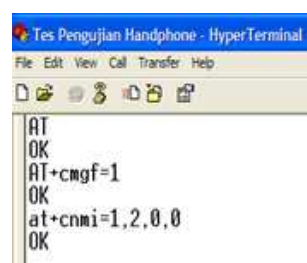 Tes Pengujian Handphone - HyperTerminal
File Edit View Call Transfer Help
AT
OK
AT+cmgf=1
OK
at+cnmi=1,2,0,0
OK